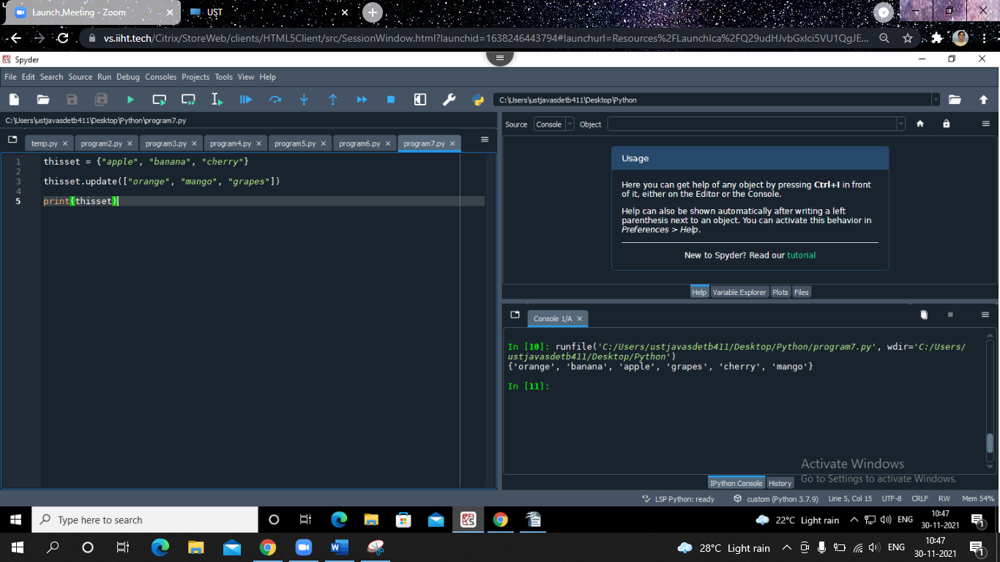 Launch Meeting - Zoom
UST
vs.iiht.tech/Citrix/StoreWeb/clients/HTML5Client/src/SessionWindow.html?launchid=1638246443794#launchurl=Resources%2FLaunchIca%2FQ29udHJvbGxlci5VU1QgJE...
Spyder
File Edit Search Source Run Debug Consoles Projects Tools View Help
C:\Users\ustjavasdetb411\Desktop\Python
C:\Users\ustjavasdetb411\Desktop\Python\program7.py
temp.py program2.py program3.py program4.py program5.py program6.py program7.py
1 thisset = {"apple", "banana", "cherry"}
2
3 thisset.update(["orange", "mango", "grapes"])
4
5 print(thisset)
Source Console Object
Usage
Here you can get help of any object by pressing Ctrl+I in front
of it, either on the Editor or the Console.
Help can also be shown automatically after writing a left
parenthesis next to an object. You can activate this behavior in
Preferences > Help.
New to Spyder? Read our tutorial
Help Variable Explorer Plots Files
Console 1/A
In [10]: runfile('C:/Users/ustjavasdetb411/Desktop/Python/program7.py', wdir='C:/Users/
ustjavasdetb411/Desktop/Python')
{'orange', 'banana', 'apple', 'grapes', 'cherry', 'mango'}
In [11]:
Activate Windows
Go to Settings to activate Windows.
IPython Console History
LSP Python: ready custom (Python 3.7.9) Line 5, Col 15 UTF-8 CRLF RW Mem 54%
Type here to search
22°C Light rain ENG
10:47
30-11-2021
1
28°C Light rain ENG
10:47
30-11-2021
1